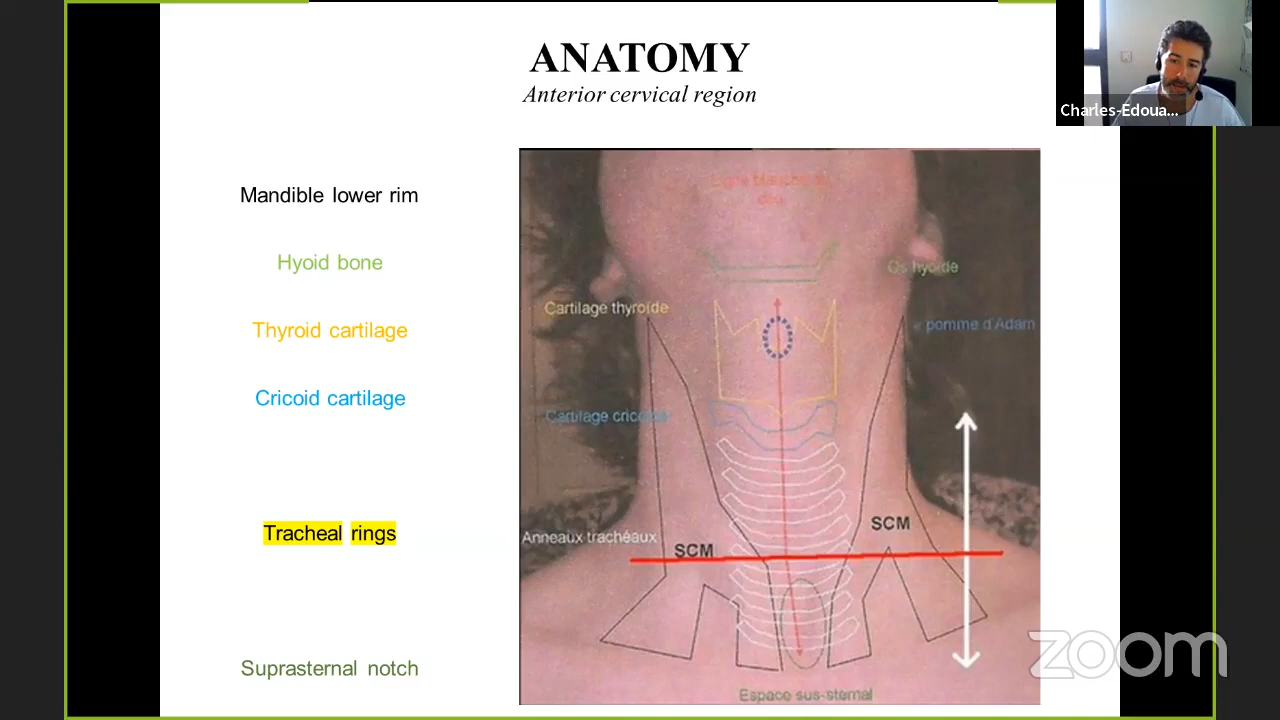 ANATOMY
Anterior cervical region
Charles-Edoua...
Mandible lower rim
Hyoid bone
Os hyoïde
Cartilage thyroïde
Thyroid cartilage
« pomme d'Adam
Cricoid cartilage
Cartilage
SCM
Tracheal rings
Anneaux trachéaux
SCM
Suprasternal notch
Espace sus-sternal
zoom